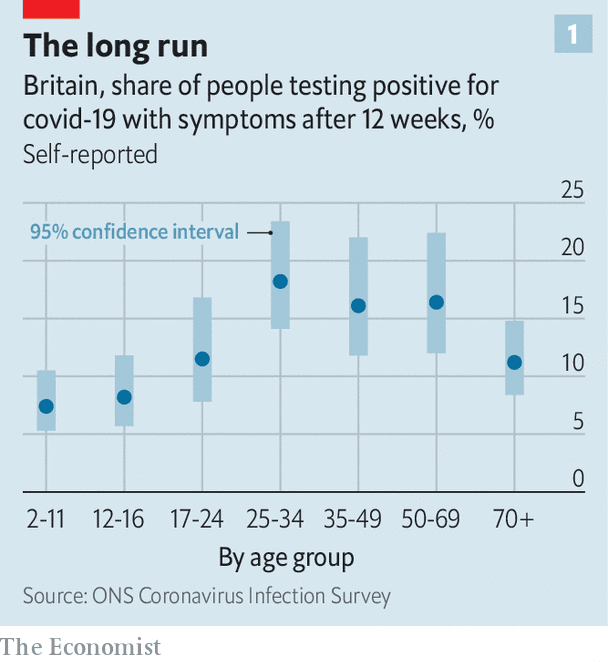 The long run
1
Britain, share of people testing positive for
covid-19 with symptoms after 12 weeks, %
Self-reported
25
95% confidence interval
20
15
10
5
0
2-11 12-16 17-24 25-34 35-49 50-69 70+
By age group
Source: ONS Coronavirus Infection Survey
The Economist